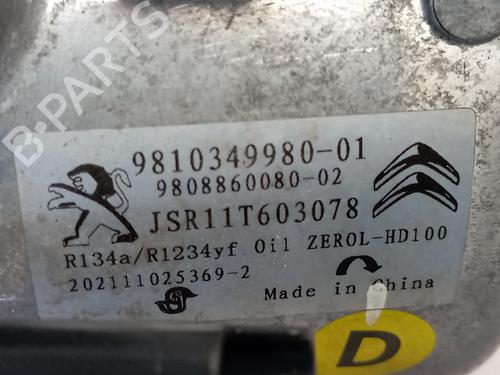 B-PARTS
9810349980-01
9808860080-02
JSR11T603078
R134a/R1234yf Oil ZEROL-HD100
202111025369-2
Made in China
D